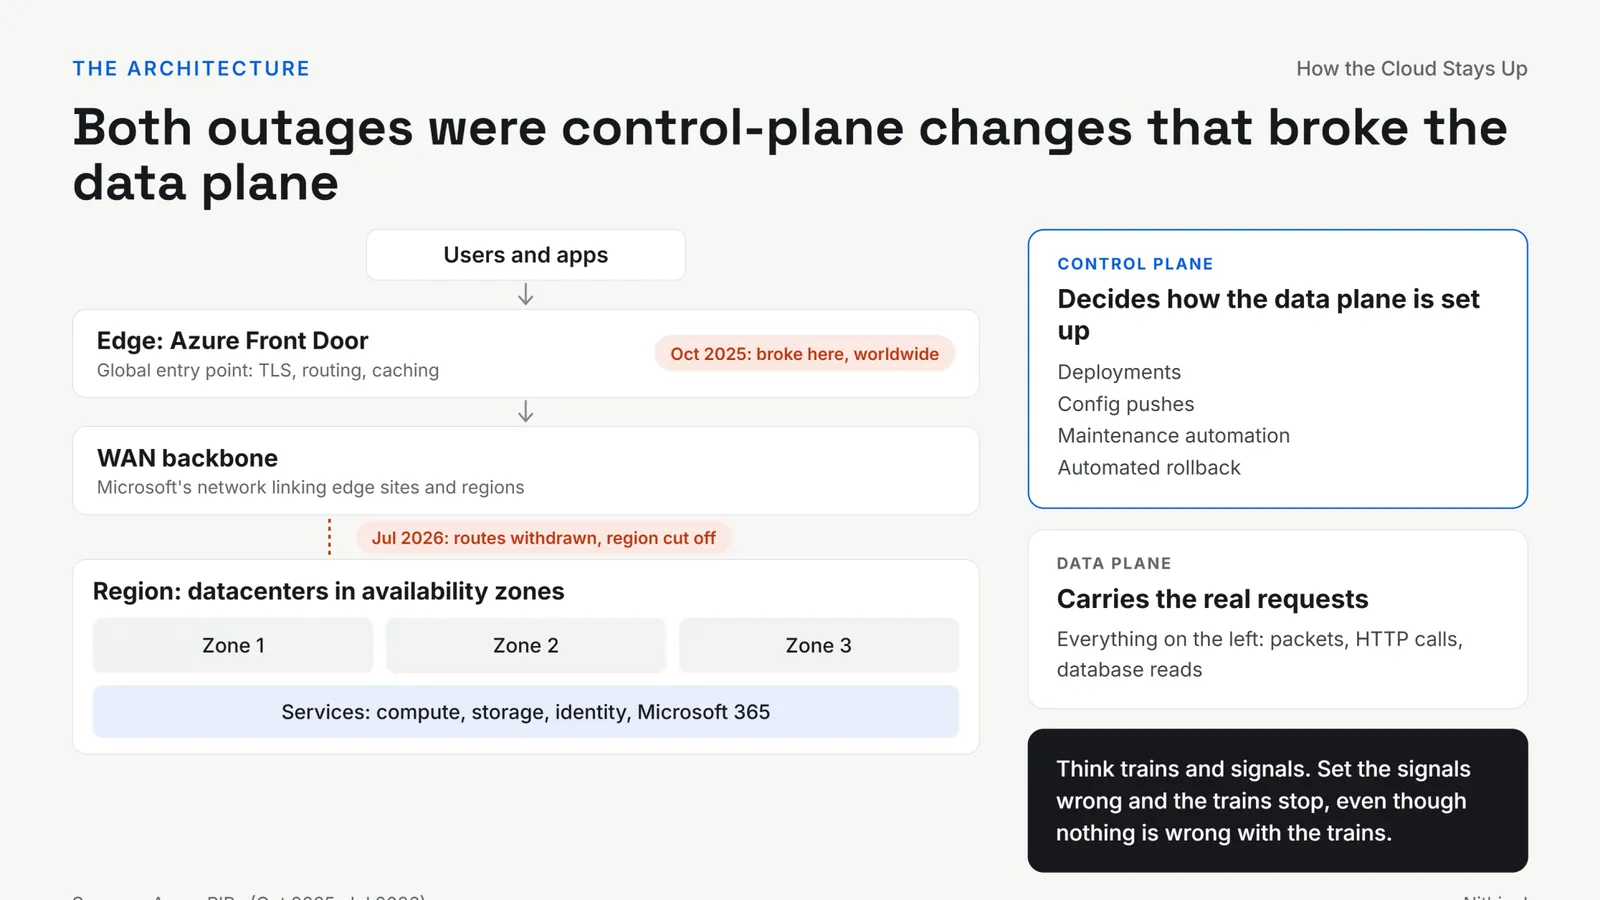 THE ARCHITECTURE
How the Cloud Stays Up
Both outages were control-plane changes that broke the
data plane
Users and apps
Edge: Azure Front Door
Global entry point: TLS, routing, caching
Oct 2025: broke here, worldwide
WAN backbone
Microsoft's network linking edge sites and regions
Jul 2026: routes withdrawn, region cut off
Region: datacenters in availability zones
Zone 1
Zone 2
Zone 3
Services: compute, storage, identity, Microsoft 365
CONTROL PLANE
Decides how the data plane is set
up
Deployments
Config pushes
Maintenance automation
Automated rollback
DATA PLANE
Carries the real requests
Everything on the left: packets, HTTP calls,
database reads
Think trains and signals. Set the signals
wrong and the trains stop, even though
nothing is wrong with the trains.